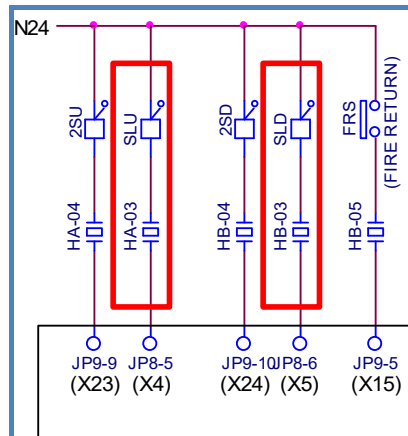 N24
2SU
SLU
2SD
SLD
FRS
(FIRE RETURN)
HA-04
HA-03
HB-04
HB-03
HB-05
JP9-9 JP8-5 JP9-10 JP8-6 JP9-5
(X23) (X4) (X24) (X5) (X15)